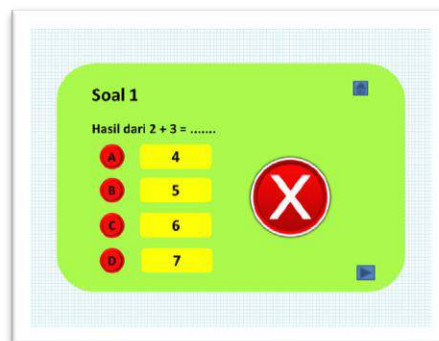 Soal 1
Hasil dari 2 + 3 = .......
A 4
B 5
C 6
D 7
X